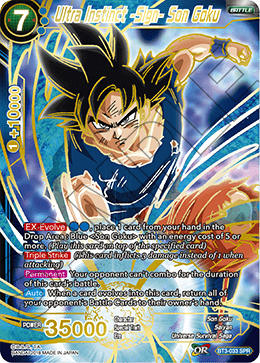 7
Ultra Instinct -Sign- Son Goku
BATTLE
1 +10000
EX-Evolve , place 1 card from your hand in the
Drop Area : Blue <Son Goku> with an energy cost of 5 or
more. (Play this card on top of the specified card)
Triple Strike (This card inflicts 3 damage instead of 1 when
attacking)
Permanent Your opponent can't combo for the duration
of this card's battle.
Auto When a card evolves into this card, return all of
your opponent's Battle Cards to their owner's hand.
POWER 35000
Character
Special Trait
Era
Son Goku
Saiyan
Universe Survival Saga
BANDAI 2018 MADE IN JAPAN
BT3-033 SPR